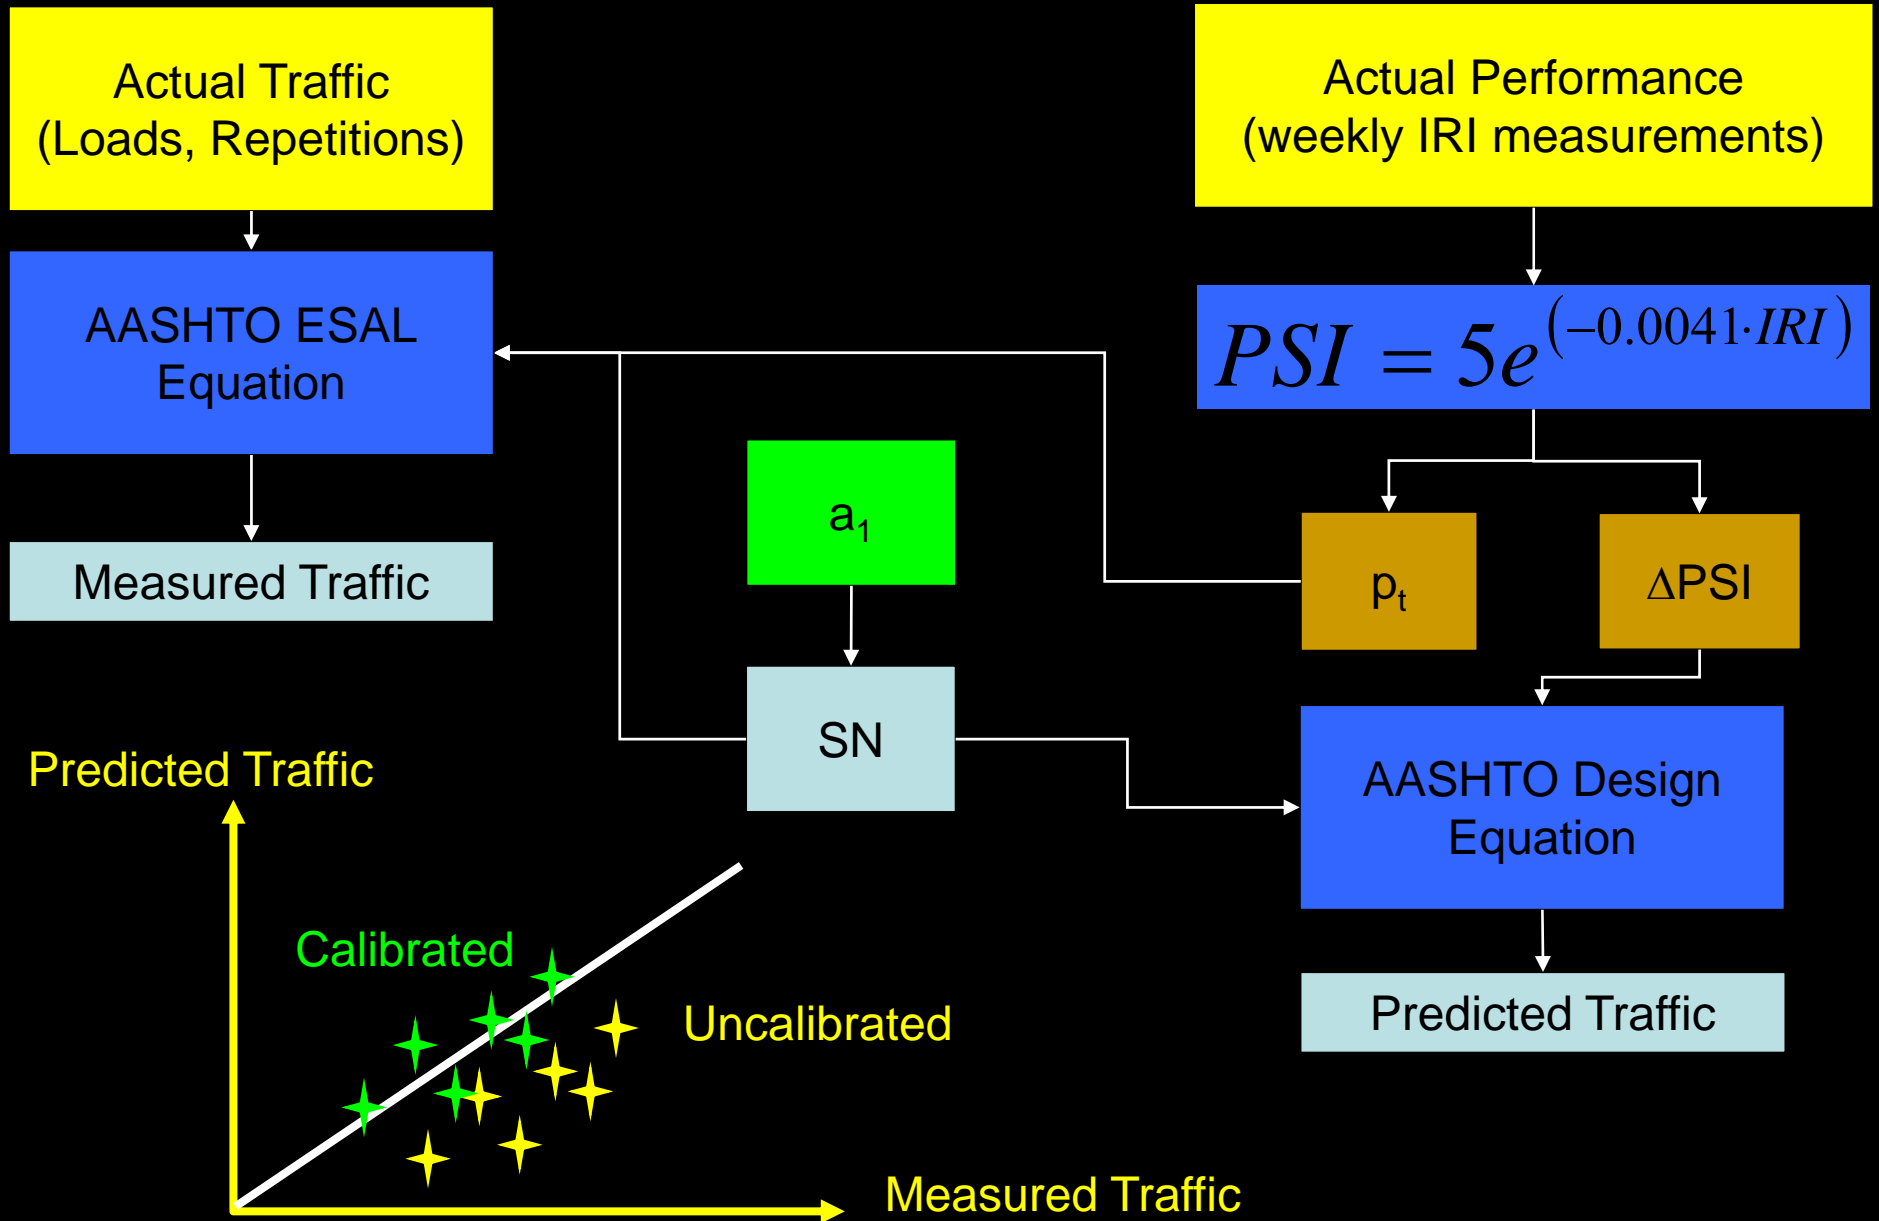 Actual Traffic
(Loads, Repetitions)
Actual Performance
(weekly IRI measurements)
AASHTO ESAL
Equation
PSI = 5e^(−0.0041·IRI)
a₁
Measured Traffic
pₜ
ΔPSI
SN
AASHTO Design
Equation
Predicted Traffic
Predicted Traffic
Calibrated
Uncalibrated
Measured Traffic